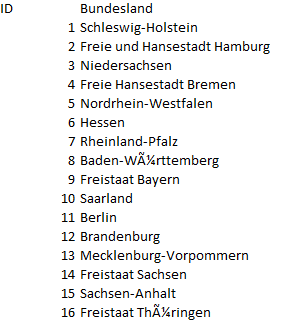 ID Bundesland
1 Schleswig-Holstein
2 Freie und Hansestadt Hamburg
3 Niedersachsen
4 Freie Hansestadt Bremen
5 Nordrhein-Westfalen
6 Hessen
7 Rheinland-Pfalz
8 Baden-WÃ¼rttemberg
9 Freistaat Bayern
10 Saarland
11 Berlin
12 Brandenburg
13 Mecklenburg-Vorpommern
14 Freistaat Sachsen
15 Sachsen-Anhalt
16 Freistaat ThÃ¼ringen